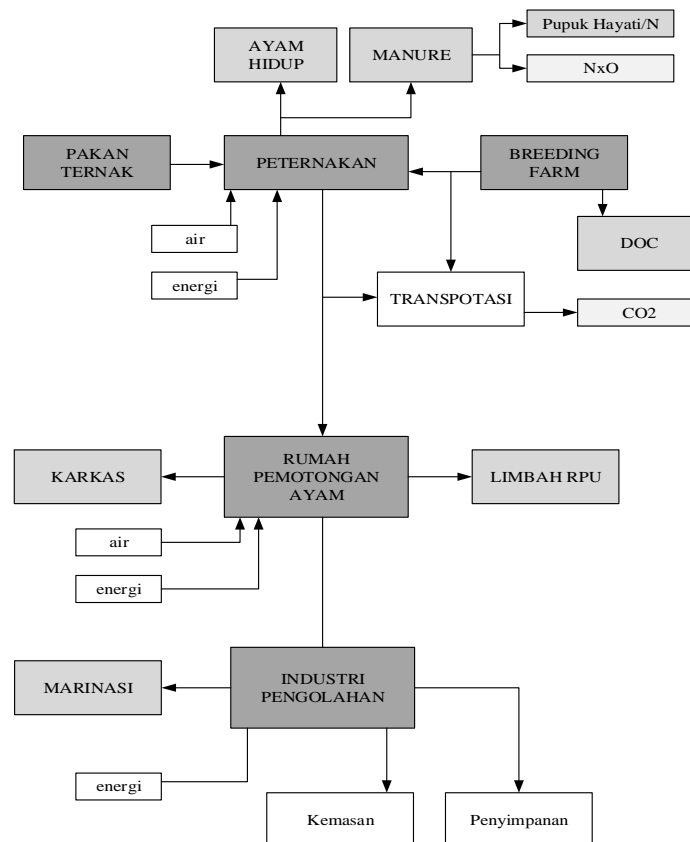 Pupuk Hayati/N
AYAM
HIDUP
MANURE
NxO
PAKAN
TERNAK
PETERNAKAN
BREEDING
FARM
air
DOC
energi
TRANSPOTASI
CO2
KARKAS
RUMAH
PEMOTONGAN
AYAM
LIMBAH RPU
air
energi
MARINASI
INDUSTRI
PENGOLAHAN
energi
Kemasan
Penyimpanan